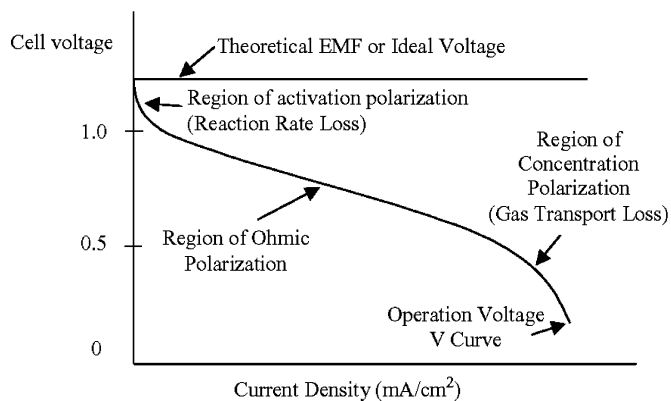 Cell voltage
Theoretical EMF or Ideal Voltage
Region of activation polarization
(Reaction Rate Loss)
1.0
Region of
Concentration
Polarization
(Gas Transport Loss)
Region of Ohmic
Polarization
0.5
Operation Voltage
V Curve
0
Current Density (mA/cm²)